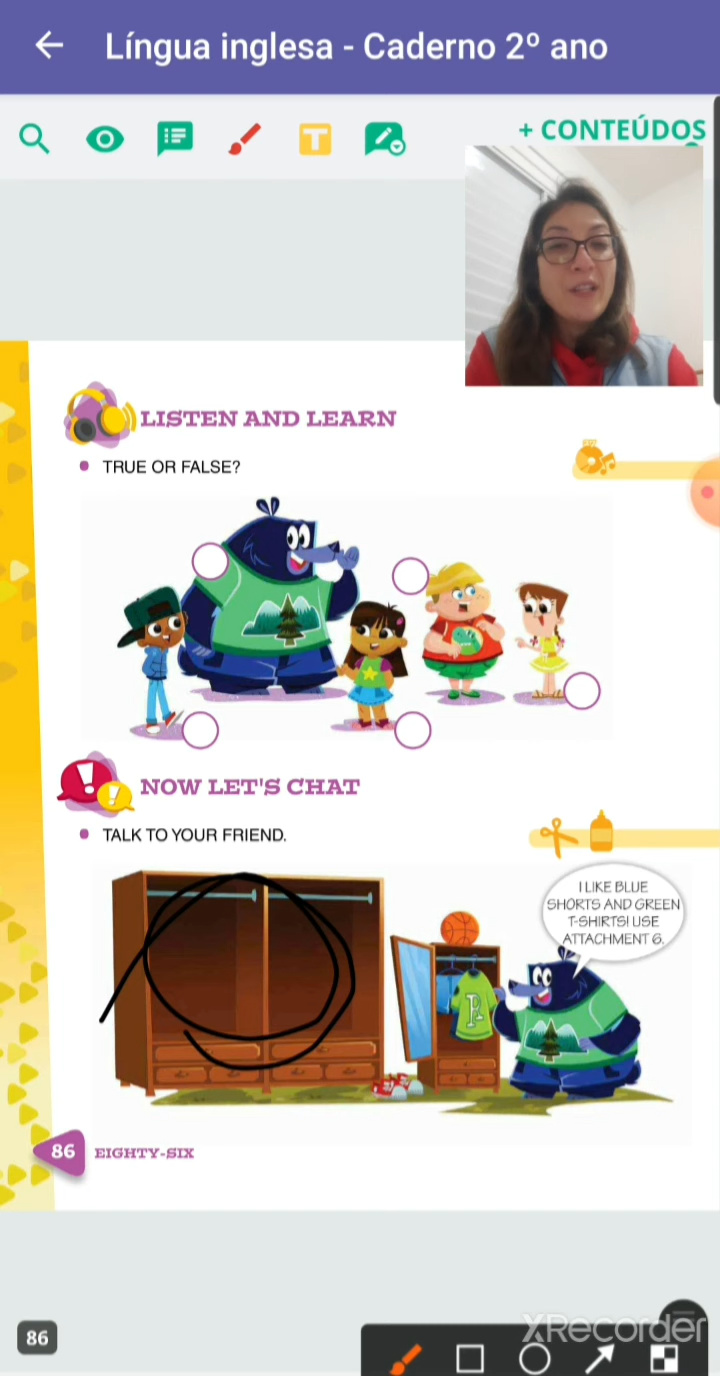 Língua inglesa - Caderno 2º ano
+ CONTEÚDOS
LISTEN AND LEARN
TRUE OR FALSE?
NOW LET'S CHAT
TALK TO YOUR FRIEND.
I LIKE BLUE
SHORTS AND GREEN
T-SHIRTS! USE
ATTACHMENT 6.
86 EIGHTY-SIX
86
XRecorder